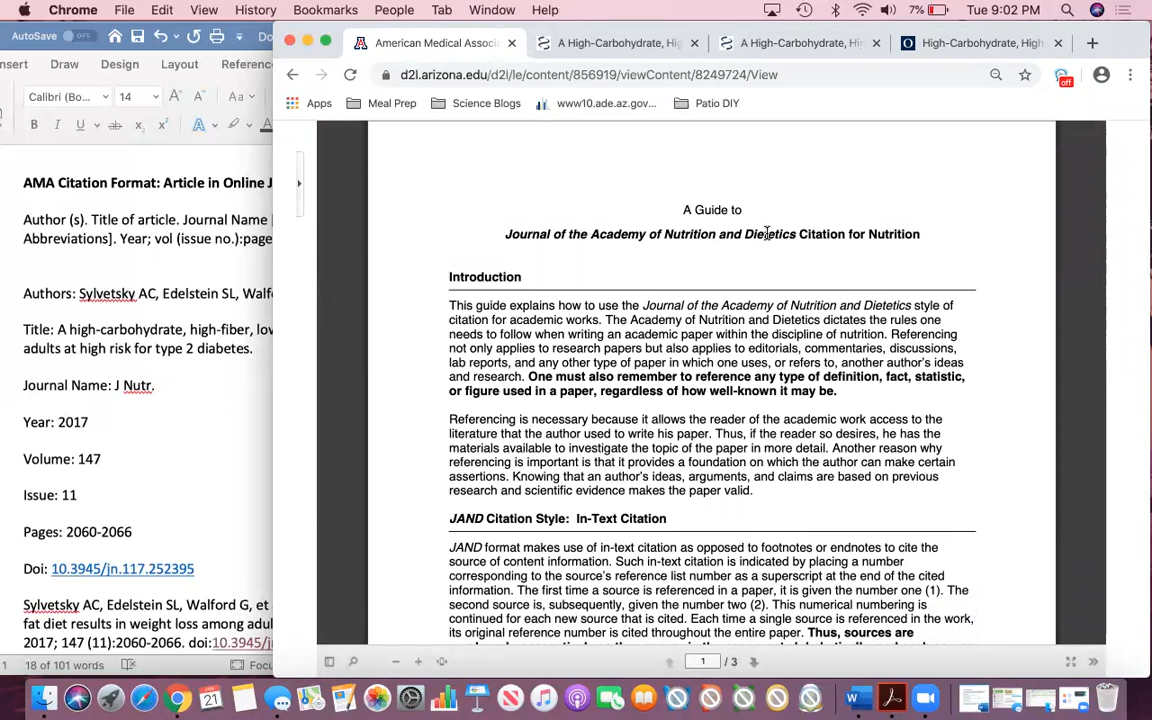 Chrome File Edit View History Bookmarks People Tab Window Help 7% Tue 9:02 PM
AutoSave off
American Medical Assoc
A High-Carbohydrate, Hi
A High-Carbohydrate, Hi
High-Carbohydrate, High
d2l.arizona.edu/d2l/le/content/856919/viewContent/8249724/View
off
Apps Meal Prep Science Blogs www10.ade.az.gov... Patio DIY
nsert Draw Design Layout Referenc
Calibri (Bo... 14 Aa
B I U ab x x A
AMA Citation Format: Article in Online J
Author (s). Title of article. Journal Name [
Abbreviations]. Year; vol (issue no.):page
Authors: Sylvetsky AC, Edelstein SL, Walf
Title: A high-carbohydrate, high-fiber, lov
adults at high risk for type 2 diabetes.
Journal Name: J Nutr.
Year: 2017
Volume: 147
Issue: 11
Pages: 2060-2066
Doi: 10.3945/jn.117.252395
Sylvetsky AC, Edelstein SL, Walford G, et
fat diet results in weight loss among adul
2017; 147 (11):2060-2066. doi:10.3945/j
1 18 of 101 words Focu
A Guide to
Journal of the Academy of Nutrition and Dietetics Citation for Nutrition
Introduction
This guide explains how to use the Journal of the Academy of Nutrition and Dietetics style of
citation for academic works. The Academy of Nutrition and Dietetics dictates the rules one
needs to follow when writing an academic paper within the discipline of nutrition. Referencing
not only applies to research papers but also applies to editorials, commentaries, discussions,
lab reports, and any other type of paper in which one uses, or refers to, another author's ideas
and research. One must also remember to reference any type of definition, fact, statistic,
or figure used in a paper, regardless of how well-known it may be.
Referencing is necessary because it allows the reader of the academic work access to the
literature that the author used to write his paper. Thus, if the reader so desires, he has the
materials available to investigate the topic of the paper in more detail. Another reason why
referencing is important is that it provides a foundation on which the author can make certain
assertions. Knowing that an author's ideas, arguments, and claims are based on previous
research and scientific evidence makes the paper valid.
JAND Citation Style: In-Text Citation
JAND format makes use of in-text citation as opposed to footnotes or endnotes to cite the
source of content information. Such in-text citation is indicated by placing a number
corresponding to the source's reference list number as a superscript at the end of the cited
information. The first time a source is referenced in a paper, it is given the number one (1). The
second source is, subsequently, given the number two (2). This numerical numbering is
continued for each new source that is cited. Each time a single source is referenced in the work,
its original reference number is cited throughout the entire paper. Thus, sources are
1 / 3